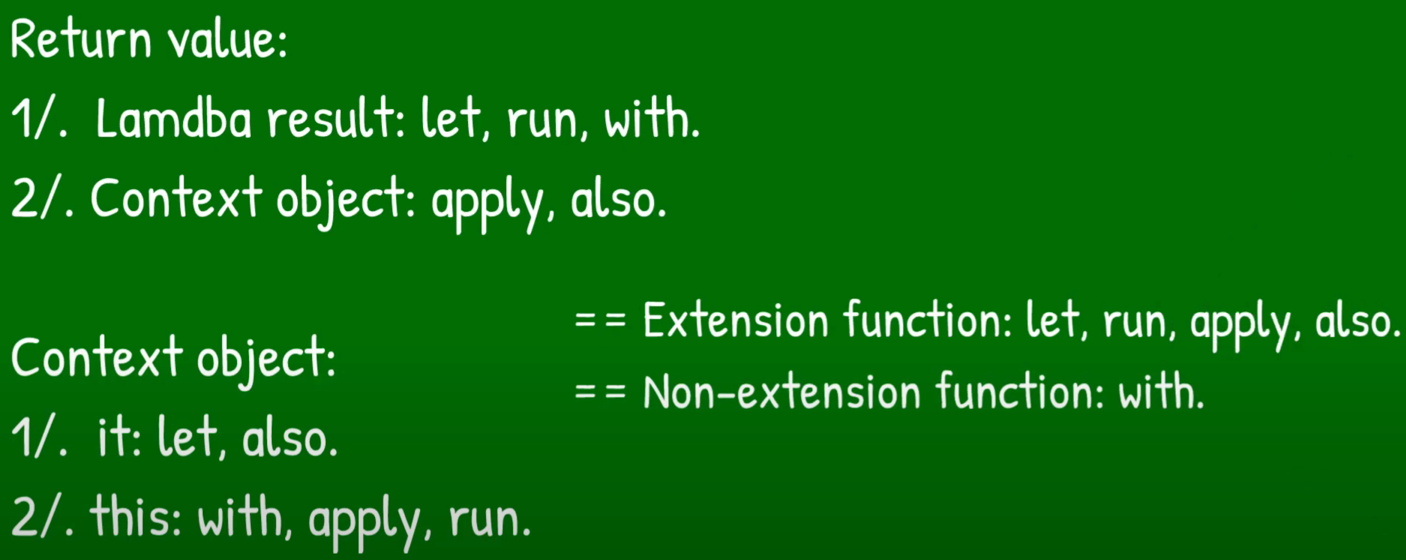 Return value:
1/. Lamdba result: let, run, with.
2/. Context object: apply, also.
== Extension function: let, run, apply, also.
== Non-extension function: with.
Context object:
1/. it: let, also.
2/. this: with, apply, run.